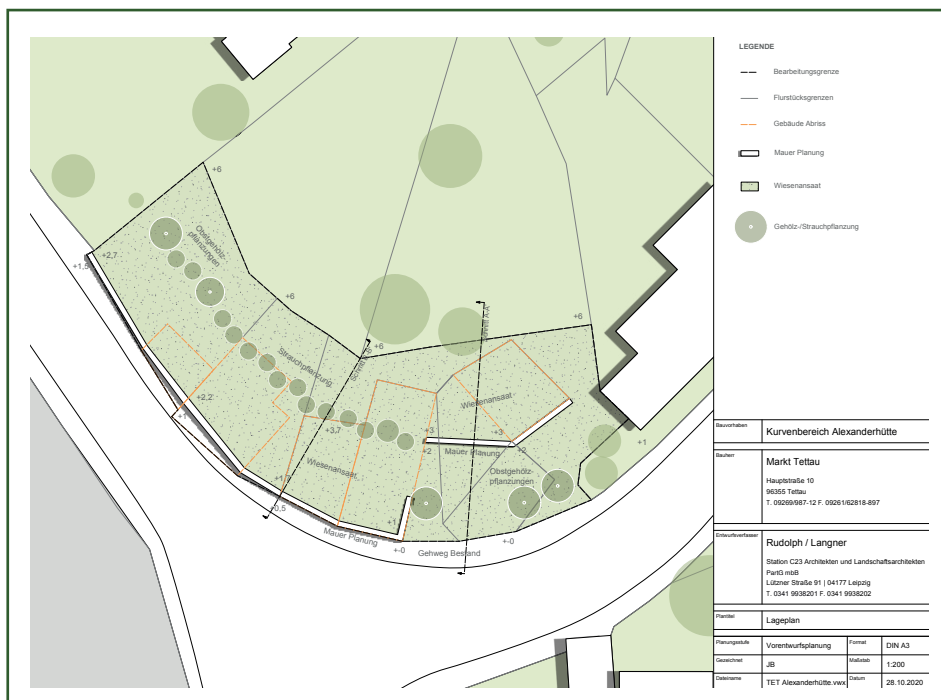 LEGENDE
Bearbeitungsgrenze
Flurstücksgrenzen
Gebäude Abriss
Mauer Planung
Wiesenansaat
Gehölz-/Strauchpflanzung
+6
Obstgehölz-
pflanzungen
+2,7
+1,5
+6
+6
+6
Schnitt A-A
Strauchpflanzung
+2,2
+1
Wiesenansaat
+3,7
+3
+3
+2
+2
Mauer Planung
+1
Wiesenansaat
Obstgehölz-
pflanzungen
+0,5
+1
Mauer Planung
+-0
+-0
Gehweg Bestand
Bauvorhaben
Kurvenbereich Alexanderhütte
Bauherr
Markt Tettau
Hauptstraße 10
96355 Tettau
T. 09269/987-12 F. 09261/62818-897
Entwurfsverfasser
Rudolph / Langner
Station C23 Architekten und Landschaftsarchitekten
PartG mbB
Lützner Straße 91 | 04177 Leipzig
T. 0341 9938201 F. 0341 9938202
Plantitel
Lageplan
Planungsstufe
Vorentwurfsplanung
Format
DIN A3
Gezeichnet
JB
Maßstab
1:200
Dateiname
TET Alexanderhütte.vwx
Datum
28.10.2020